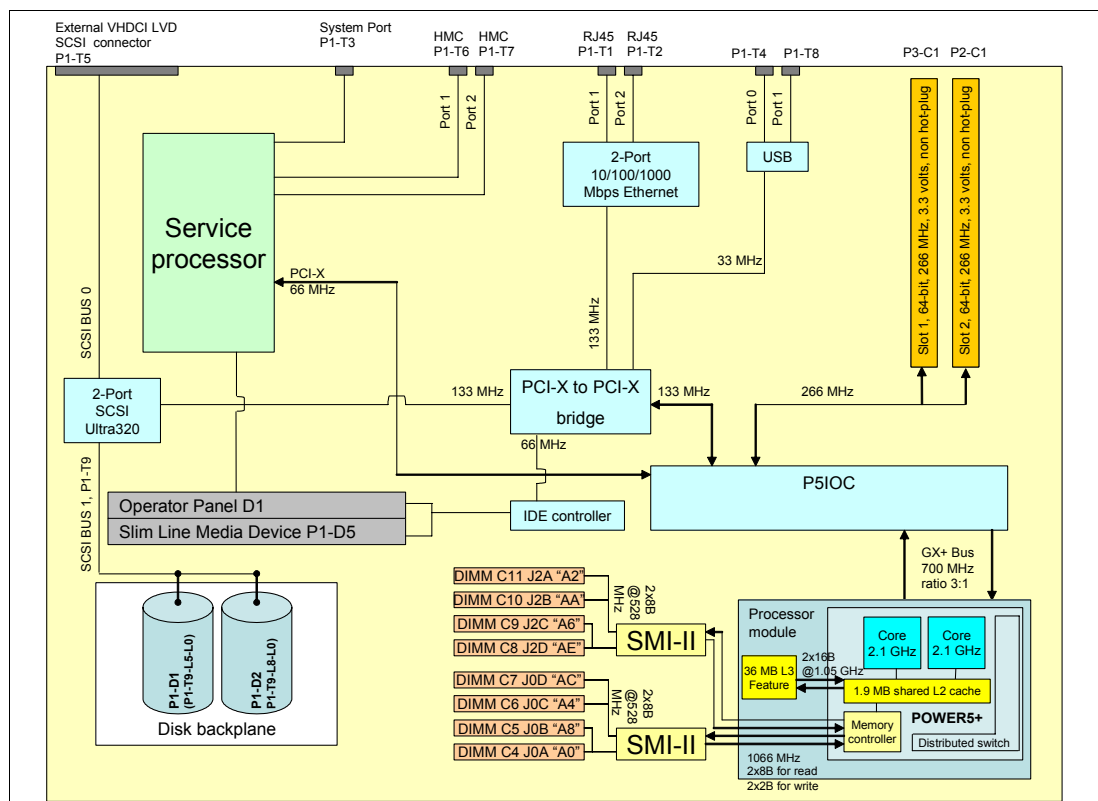 External VHDCI LVD
SCSI connector
P1-T5
System Port
P1-T3
HMC
P1-T6
HMC
P1-T7
RJ45
P1-T1
RJ45
P1-T2
P1-T4
P1-T8
P3-C1
P2-C1
Port 1
Port 2
Port 1
Port 2
Port 0
Port 1
2-Port
10/100/1000
Mbps Ethernet
USB
Slot 1, 64-bit, 266 MHz, 3.3 volts, non hot-plug
Slot 2, 64-bit, 266 MHz, 3.3 volts, non hot-plug
Service
processor
PCI-X
66 MHz
33 MHz
133 MHz
SCSI BUS 0
2-Port
SCSI
Ultra320
133 MHz
PCI-X to PCI-X
bridge
133 MHz
266 MHz
66 MHz
SCSI BUS 1, P1-T9
P5IOC
Operator Panel D1
Slim Line Media Device P1-D5
IDE controller
GX+ Bus
700 MHz
ratio 3:1
DIMM C11 J2A “A2”
DIMM C10 J2B “AA”
DIMM C9 J2C “A6”
DIMM C8 J2D “AE”
2x8B
@528
MHz
SMI-II
DIMM C7 J0D “AC”
DIMM C6 J0C “A4”
DIMM C5 J0B “A8”
DIMM C4 J0A “A0”
2x8B
@528
MHz
SMI-II
Processor
module
Core
2.1 GHz
Core
2.1 GHz
36 MB L3
Feature
2x16B
@1.05 GHz
1.9 MB shared L2 cache
Memory
controller
POWER5+
Distributed switch
1066 MHz
2x8B for read
2x2B for write
P1-D1
(P1-T9-L5-L0)
P1-D2
P1-T9-L8-L0)
Disk backplane